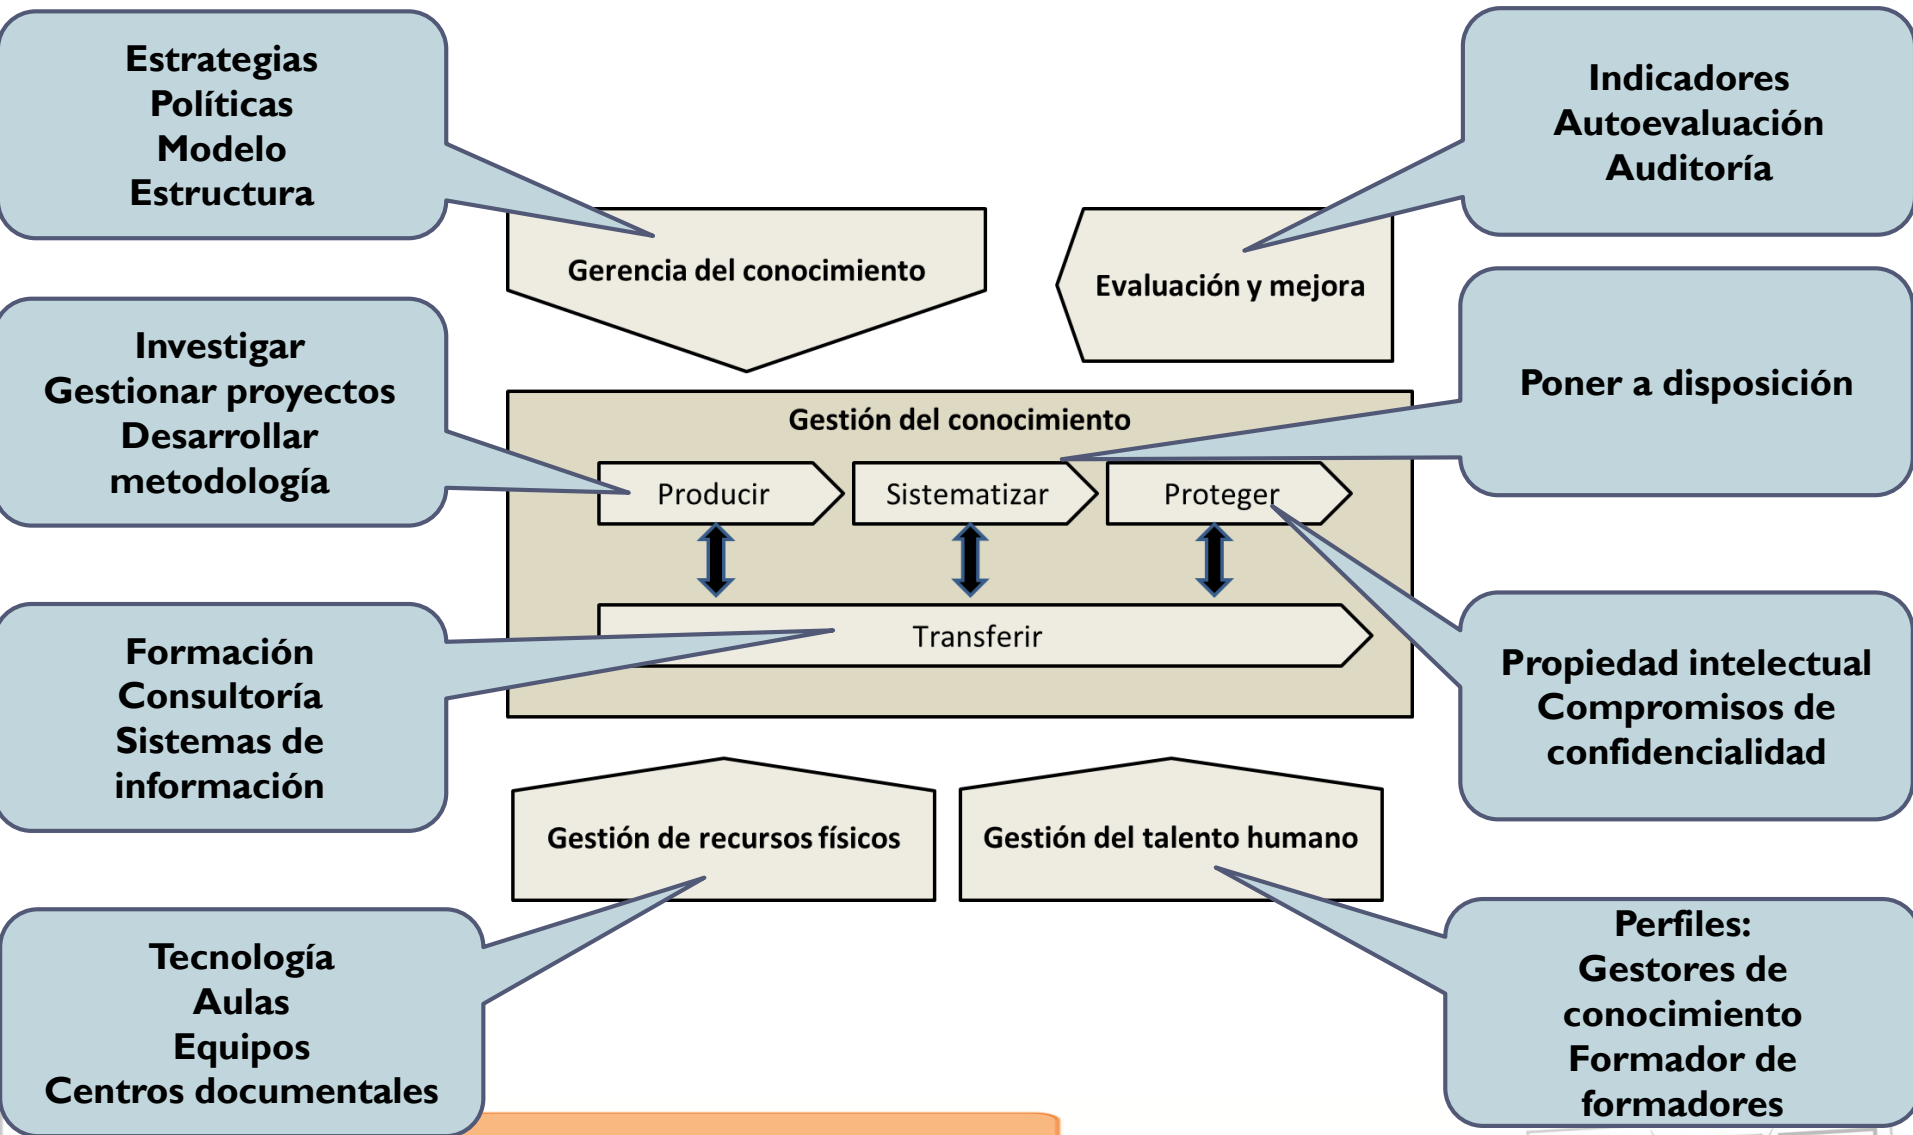 Estrategias
Políticas
Modelo
Estructura
Indicadores
Autoevaluación
Auditoría
Gerencia del conocimiento
Evaluación y mejora
Investigar
Gestionar proyectos
Desarrollar
metodología
Poner a disposición
Gestión del conocimiento
Producir
Sistematizar
Proteger
Transferir
Formación
Consultoría
Sistemas de
información
Propiedad intelectual
Compromisos de
confidencialidad
Gestión de recursos físicos
Gestión del talento humano
Tecnología
Aulas
Equipos
Centros documentales
Perfiles:
Gestores de
conocimiento
Formador de
formadores